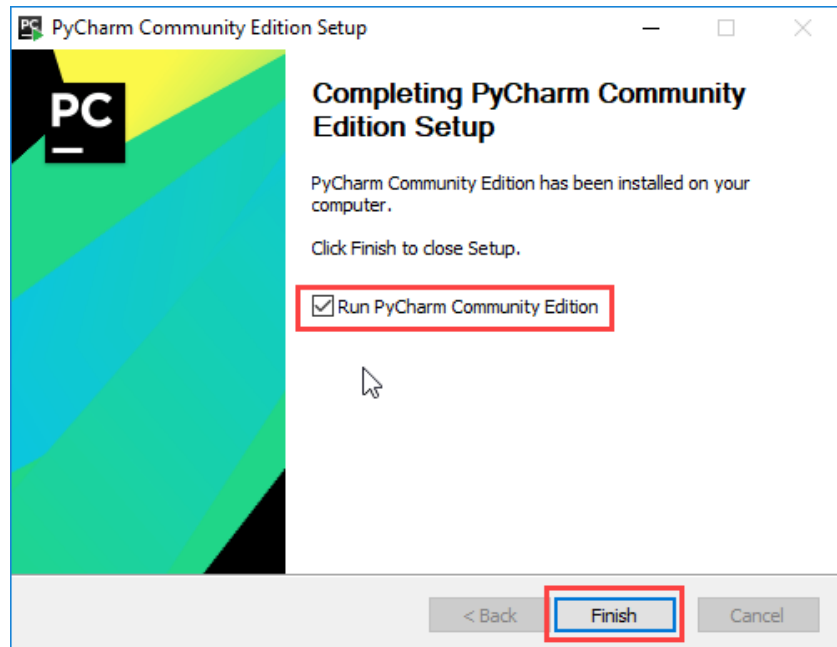 PyCharm Community Edition Setup
PC
Completing PyCharm Community
Edition Setup
PyCharm Community Edition has been installed on your
computer.
Click Finish to close Setup.
Run PyCharm Community Edition
< Back
Finish
Cancel